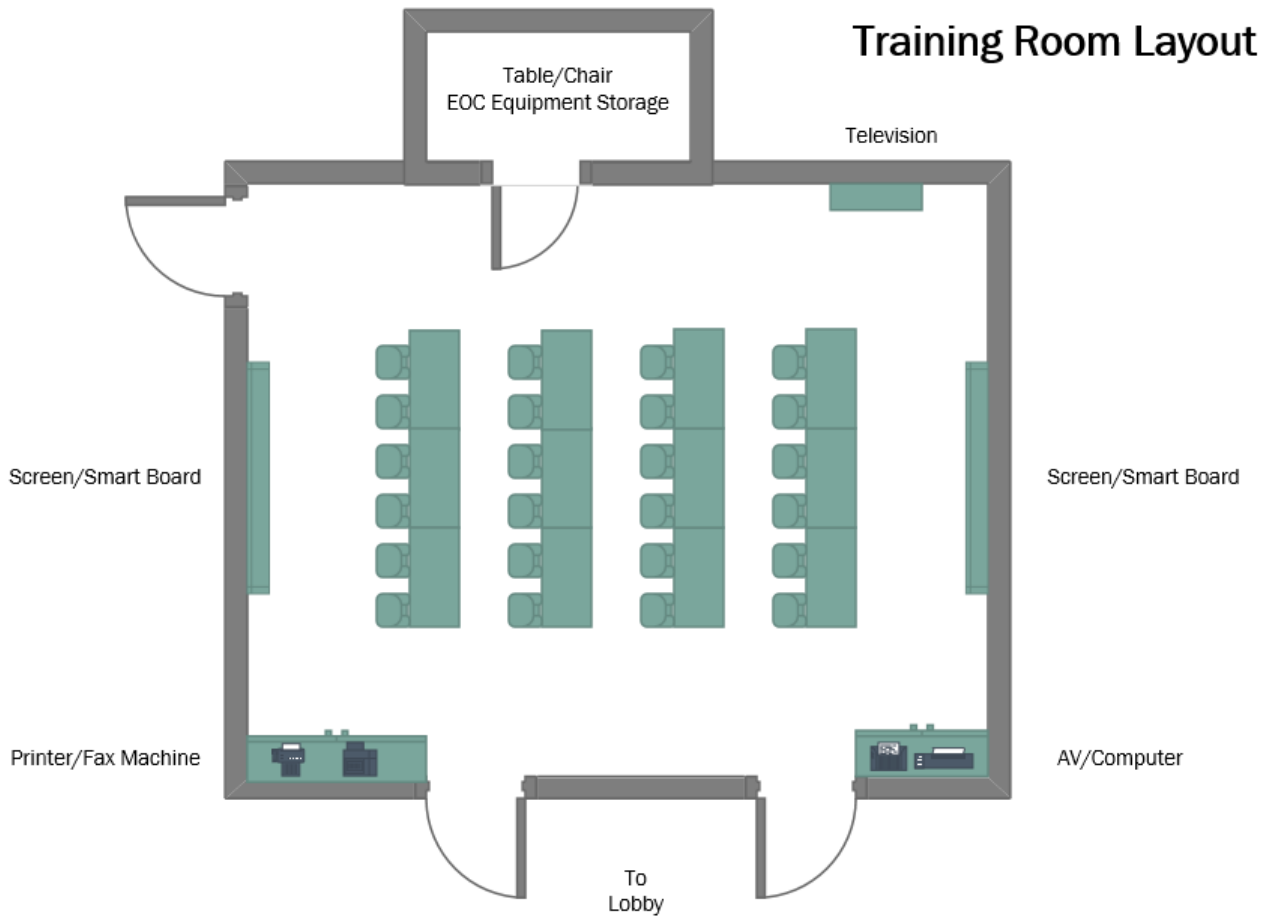 Training Room Layout
Table/Chair
EOC Equipment Storage
Television
Screen/Smart Board
Screen/Smart Board
Printer/Fax Machine
AV/Computer
To
Lobby